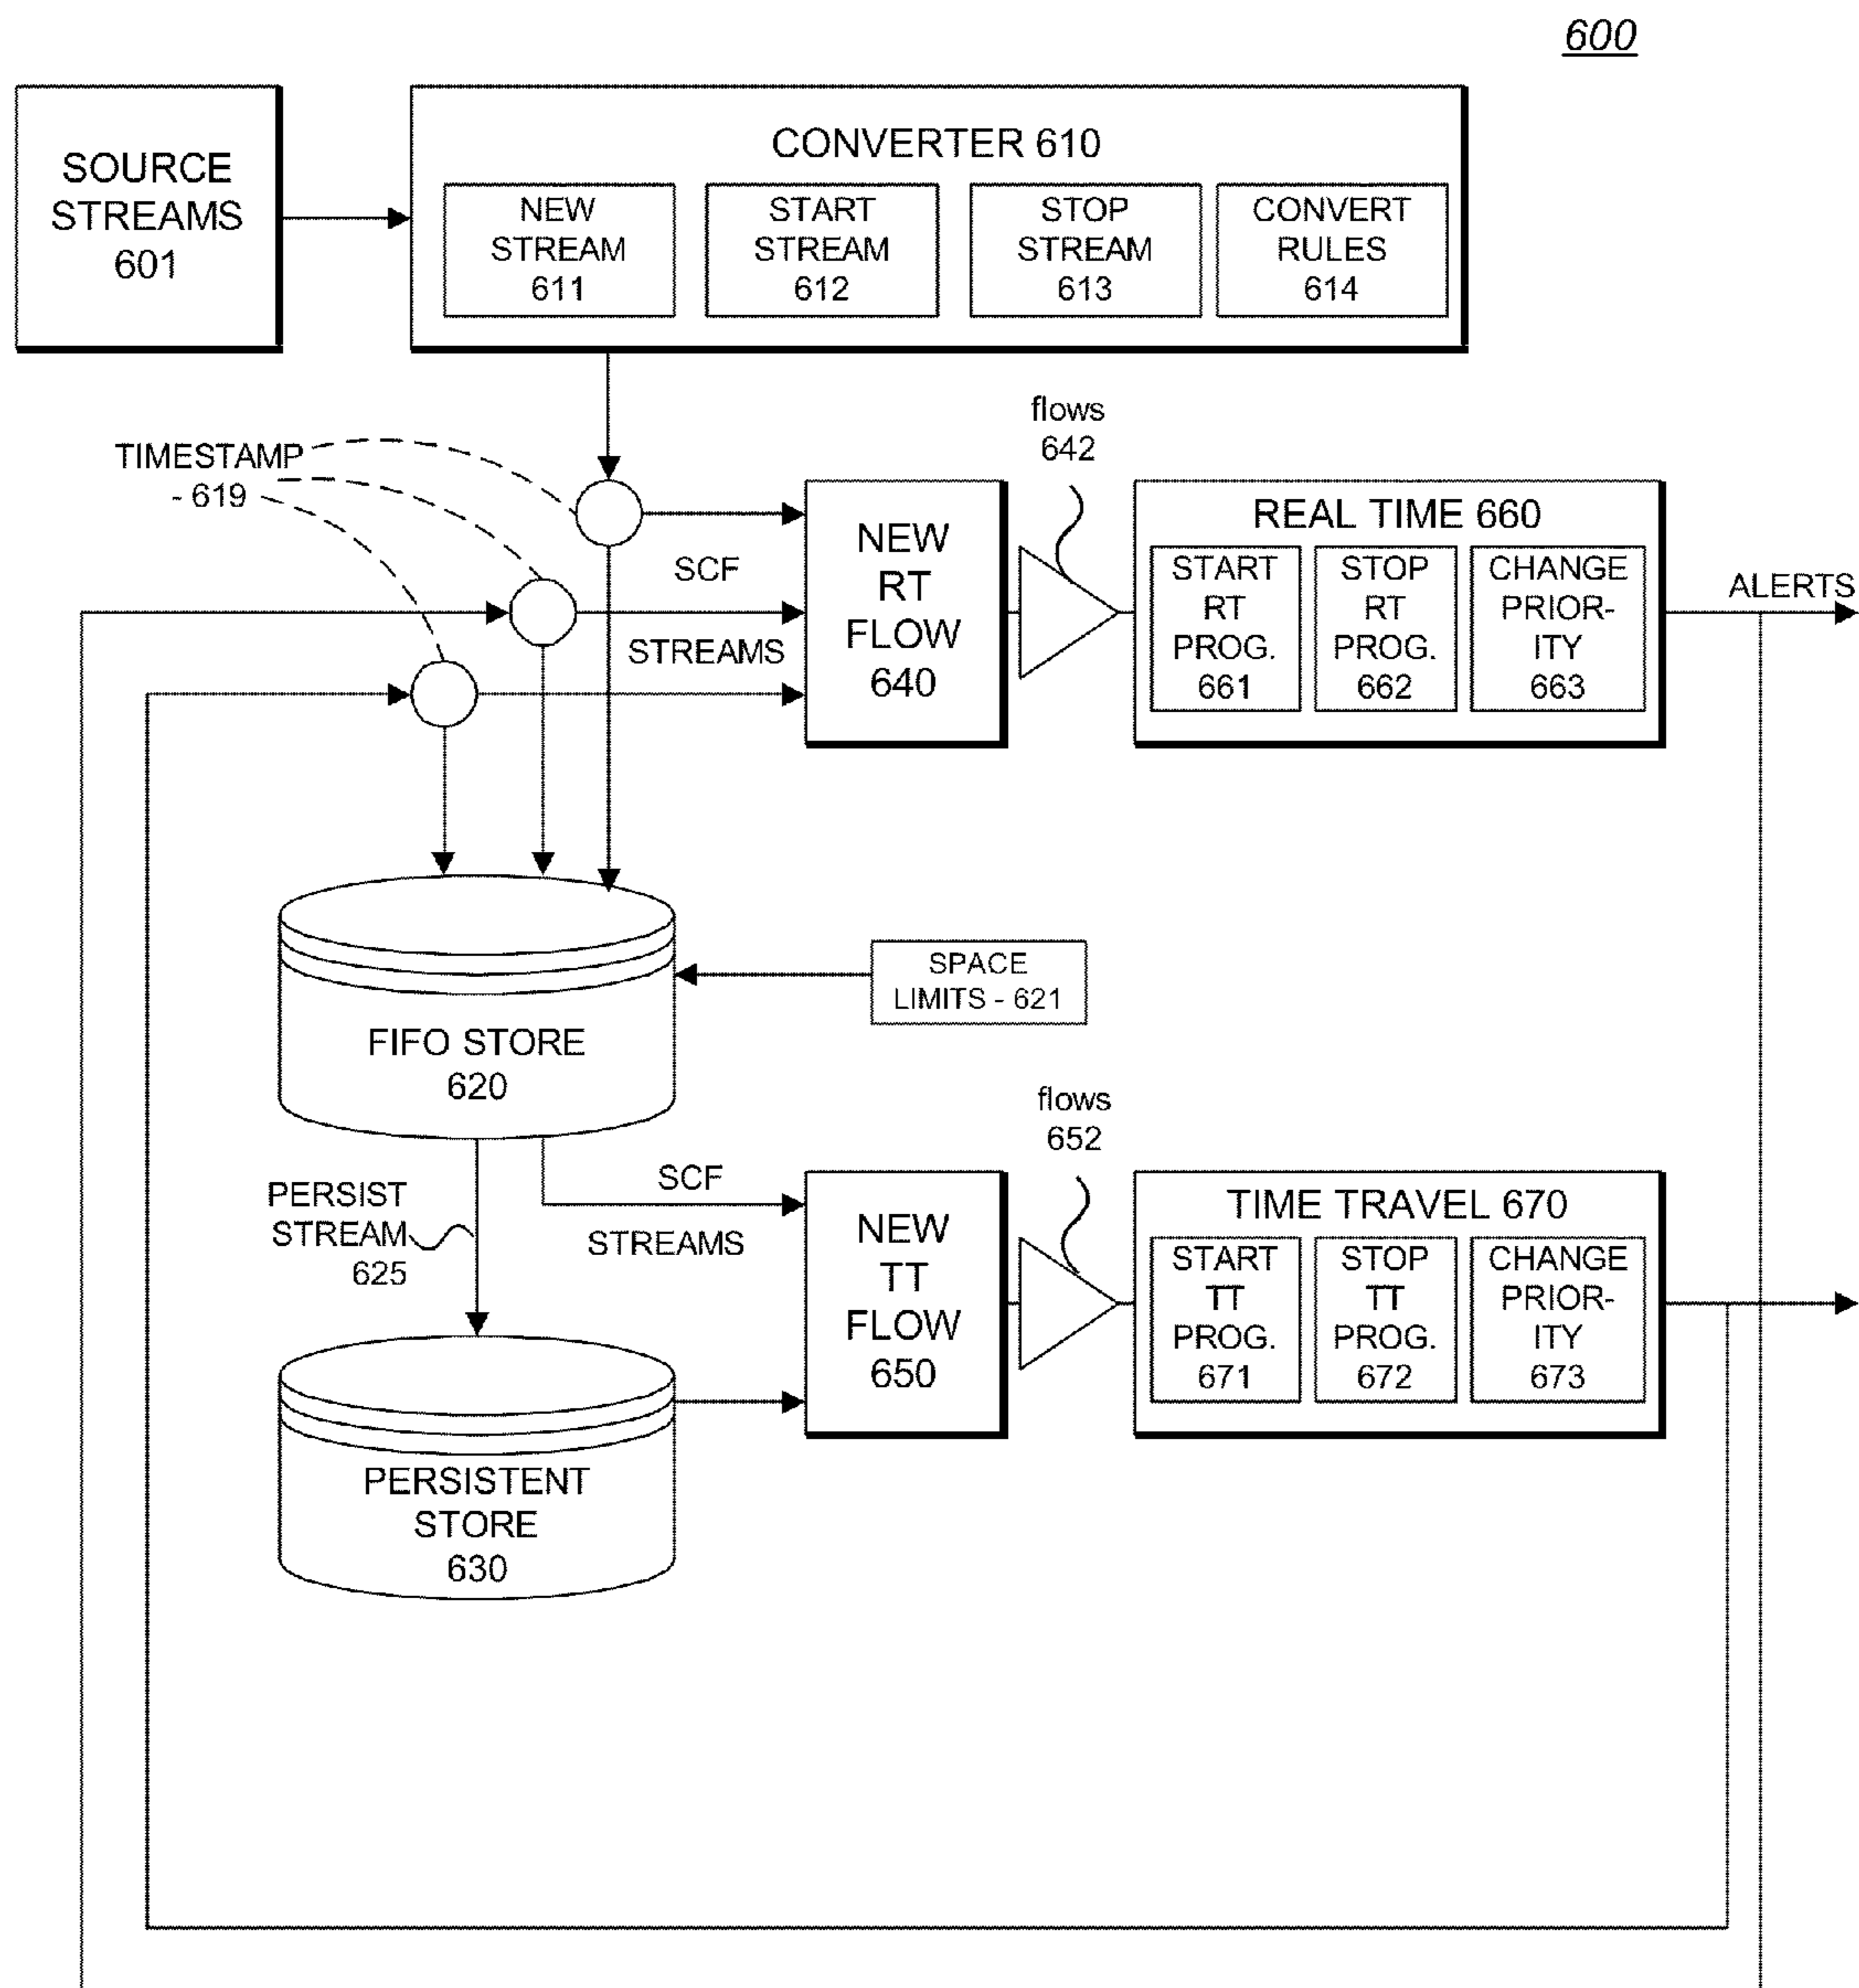 600
SOURCE
STREAMS
601
CONVERTER 610
NEW
STREAM
611
START
STREAM
612
STOP
STREAM
613
CONVERT
RULES
614
TIMESTAMP
- 619
flows
642
SCF
STREAMS
NEW
RT
FLOW
640
REAL TIME 660
START
RT
PROG.
661
STOP
RT
PROG.
662
CHANGE
PRIOR-
ITY
663
ALERTS
FIFO STORE
620
SPACE
LIMITS - 621
PERSIST
STREAM
625
SCF
STREAMS
flows
652
NEW
TT
FLOW
650
TIME TRAVEL 670
START
TT
PROG.
671
STOP
TT
PROG.
672
CHANGE
PRIOR-
ITY
673
PERSISTENT
STORE
630